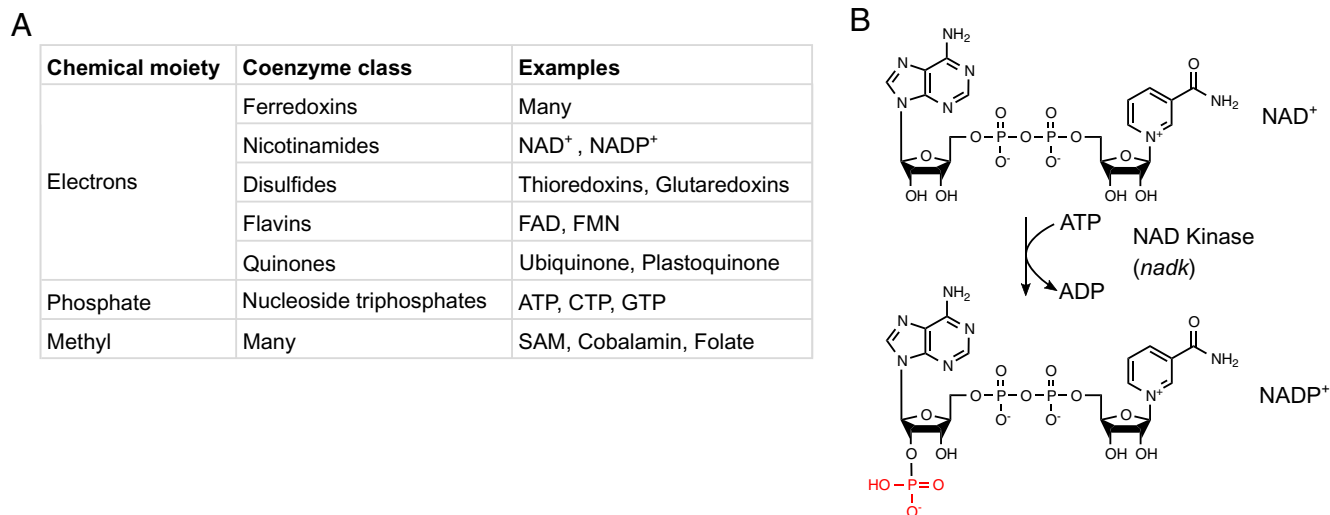 A
Chemical moiety Coenzyme class Examples
Electrons
Ferredoxins Many
Nicotinamides NAD⁺ , NADP⁺
Disulfides Thioredoxins, Glutaredoxins
Flavins FAD, FMN
Quinones Ubiquinone, Plastoquinone
Phosphate Nucleoside triphosphates ATP, CTP, GTP
Methyl Many SAM, Cobalamin, Folate
B
NH₂
N N
N N
O
NH₂
N⁺
O O
O P O P O
O⁻ O⁻
O O
OH OH OH OH
NAD⁺
ATP
NAD Kinase
(nadk)
ADP
NH₂
N N
N N
O
NH₂
N⁺
O O
O P O P O
O⁻ O⁻
O O
O OH OH OH
HO P O
O⁻
NADP⁺